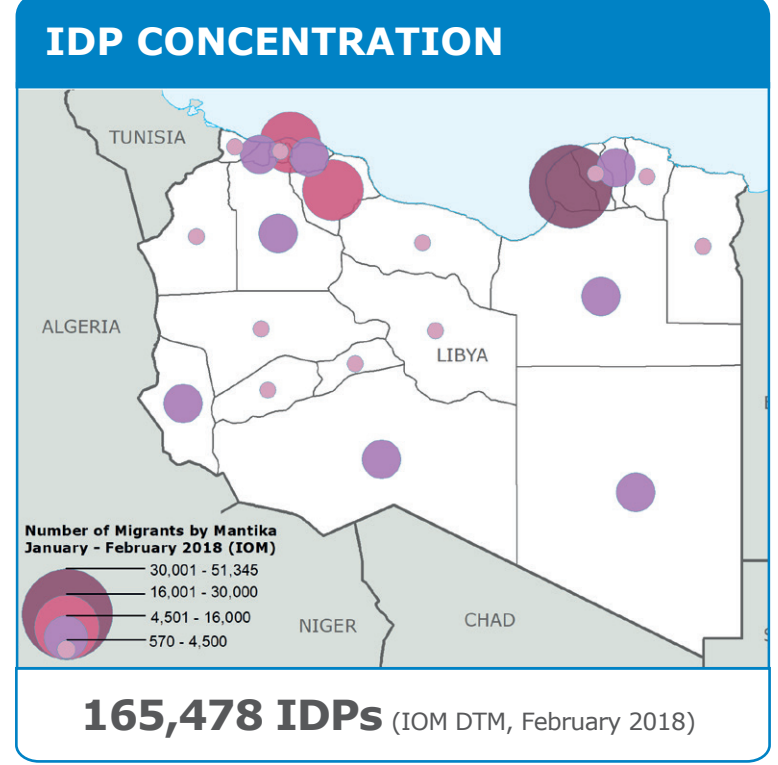 IDP CONCENTRATION
TUNISIA
ALGERIA
LIBYA
Number of Migrants by Mantika
January - February 2018 (IOM)
30,001 - 51,345
16,001 - 30,000
4,501 - 16,000
570 - 4,500
NIGER
CHAD
165,478 IDPs (IOM DTM, February 2018)